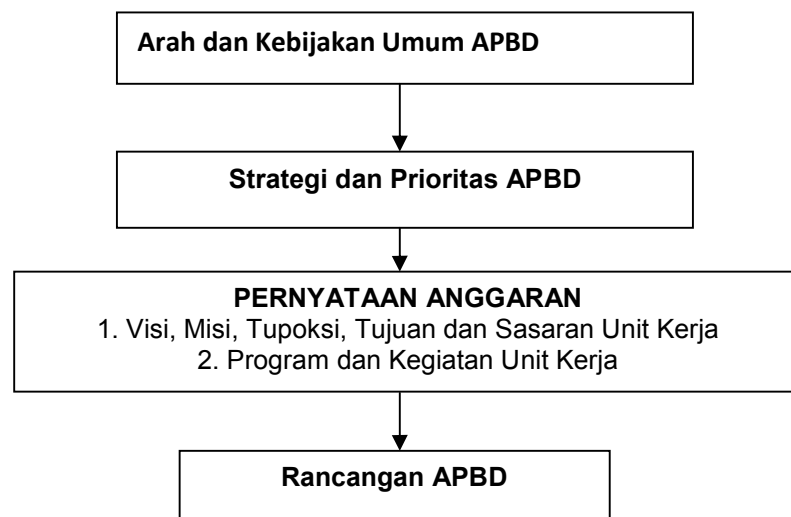 Arah dan Kebijakan Umum APBD
Strategi dan Prioritas APBD
PERNYATAAN ANGGARAN
1. Visi, Misi, Tupoksi, Tujuan dan Sasaran Unit Kerja
2. Program dan Kegiatan Unit Kerja
Rancangan APBD